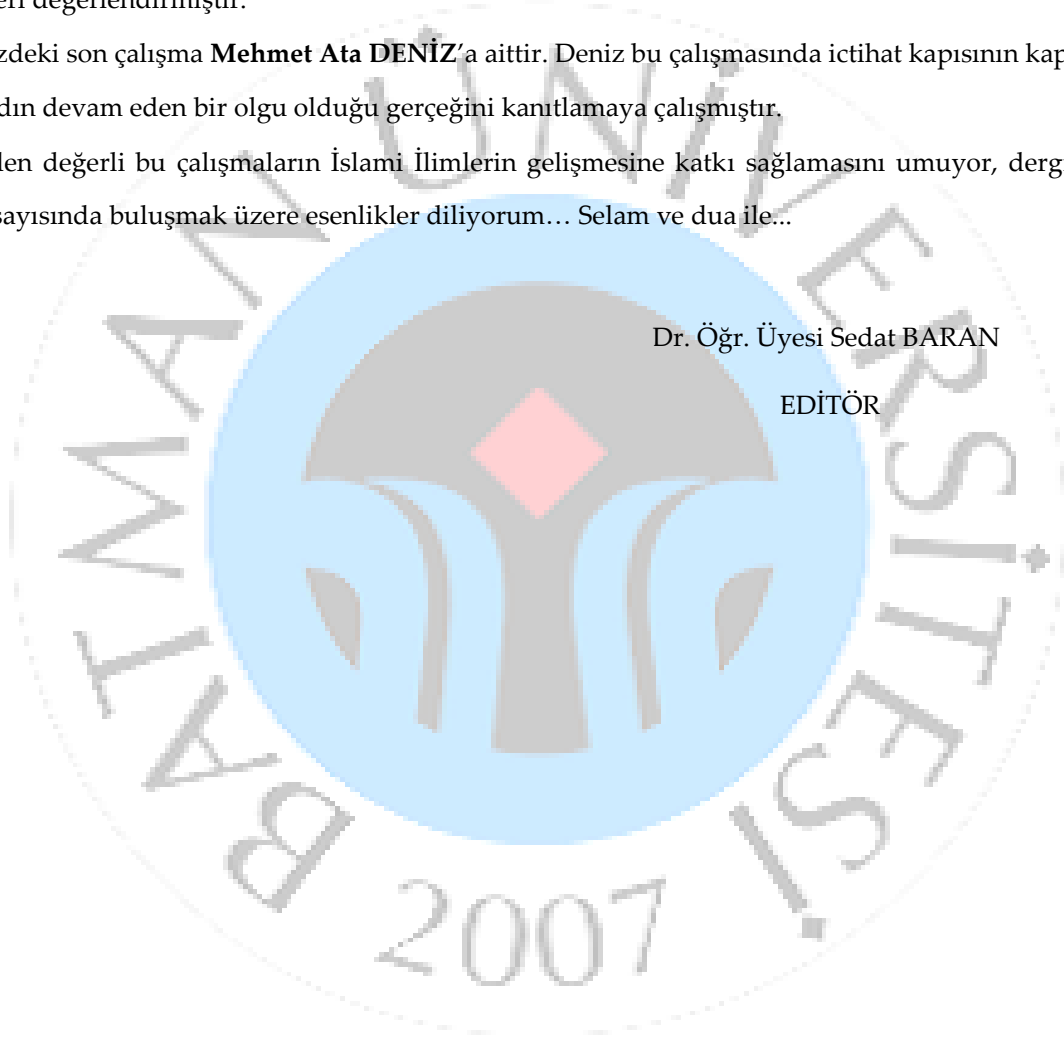 eri değerlendirmiştir.
zdeki son çalışma Mehmet Ata DENİZ’a aittir. Deniz bu çalışmasında ictihat kapısının kap
dın devam eden bir olgu olduğu gerçeğini kanıtlamaya çalışmıştır.
len değerli bu çalışmaların İslami İlimlerin gelişmesine katkı sağlamasını umuyor, derg
sayısında buluşmak üzere esenlikler diliyorum… Selam ve dua ile...
Dr. Öğr. Üyesi Sedat BARAN
EDİTÖR
BATMAN ÜNİVERSİTESİ
2007